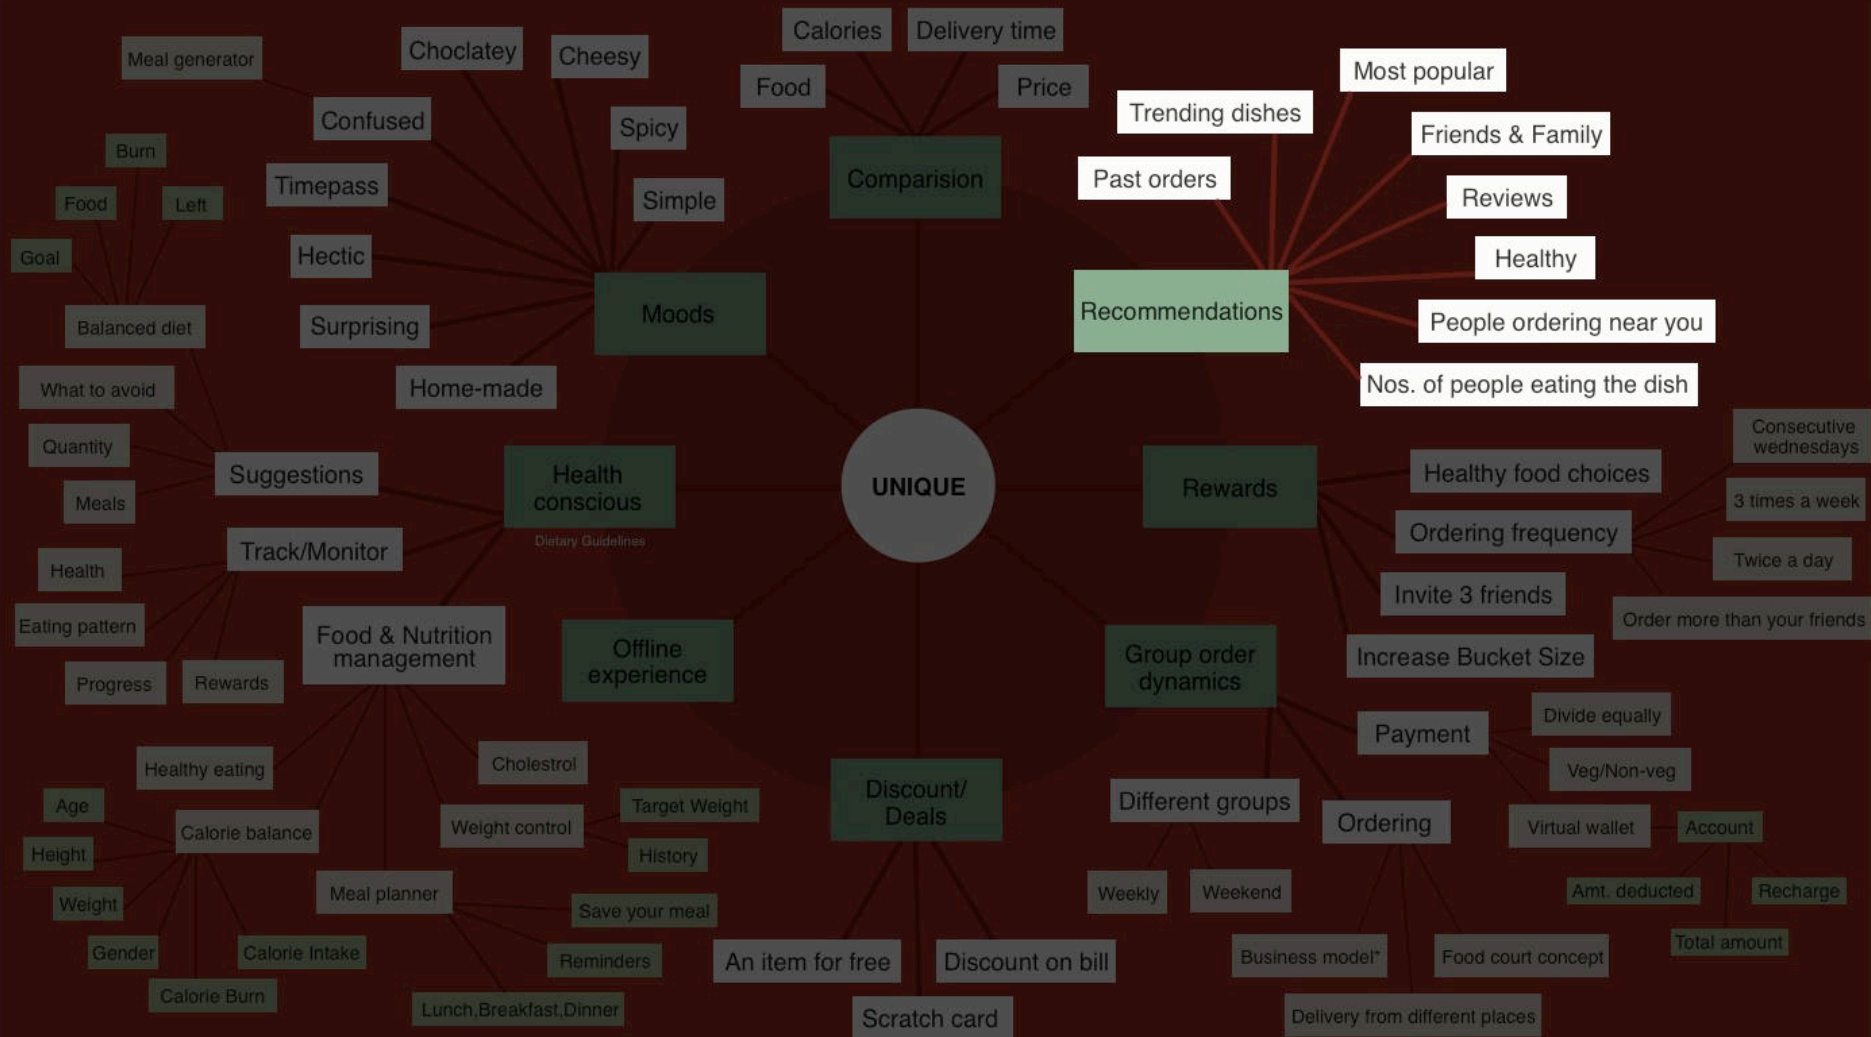 Calories
Delivery time
Food
Price
Comparision
Meal generator
Choclatey
Cheesy
Confused
Spicy
Timepass
Simple
Hectic
Surprising
Home-made
Moods
Most popular
Trending dishes
Friends & Family
Past orders
Reviews
Healthy
People ordering near you
Nos. of people eating the dish
Recommendations
Burn
Food
Left
Goal
Balanced diet
What to avoid
Quantity
Meals
Suggestions
Health
conscious
Dietary Guidelines
UNIQUE
Rewards
Healthy food choices
Ordering frequency
Invite 3 friends
Increase Bucket Size
Consecutive
wednesdays
3 times a week
Twice a day
Order more than your friends
Track/Monitor
Health
Eating pattern
Progress
Rewards
Food & Nutrition
management
Offline
experience
Group order
dynamics
Payment
Divide equally
Veg/Non-veg
Virtual wallet
Account
Amt. deducted
Recharge
Total amount
Healthy eating
Cholestrol
Age
Calorie balance
Height
Weight
Gender
Calorie Intake
Calorie Burn
Weight control
Target Weight
History
Meal planner
Save your meal
Reminders
Lunch,Breakfast,Dinner
Discount/
Deals
An item for free
Discount on bill
Scratch card
Different groups
Weekly
Weekend
Ordering
Business model*
Food court concept
Delivery from different places